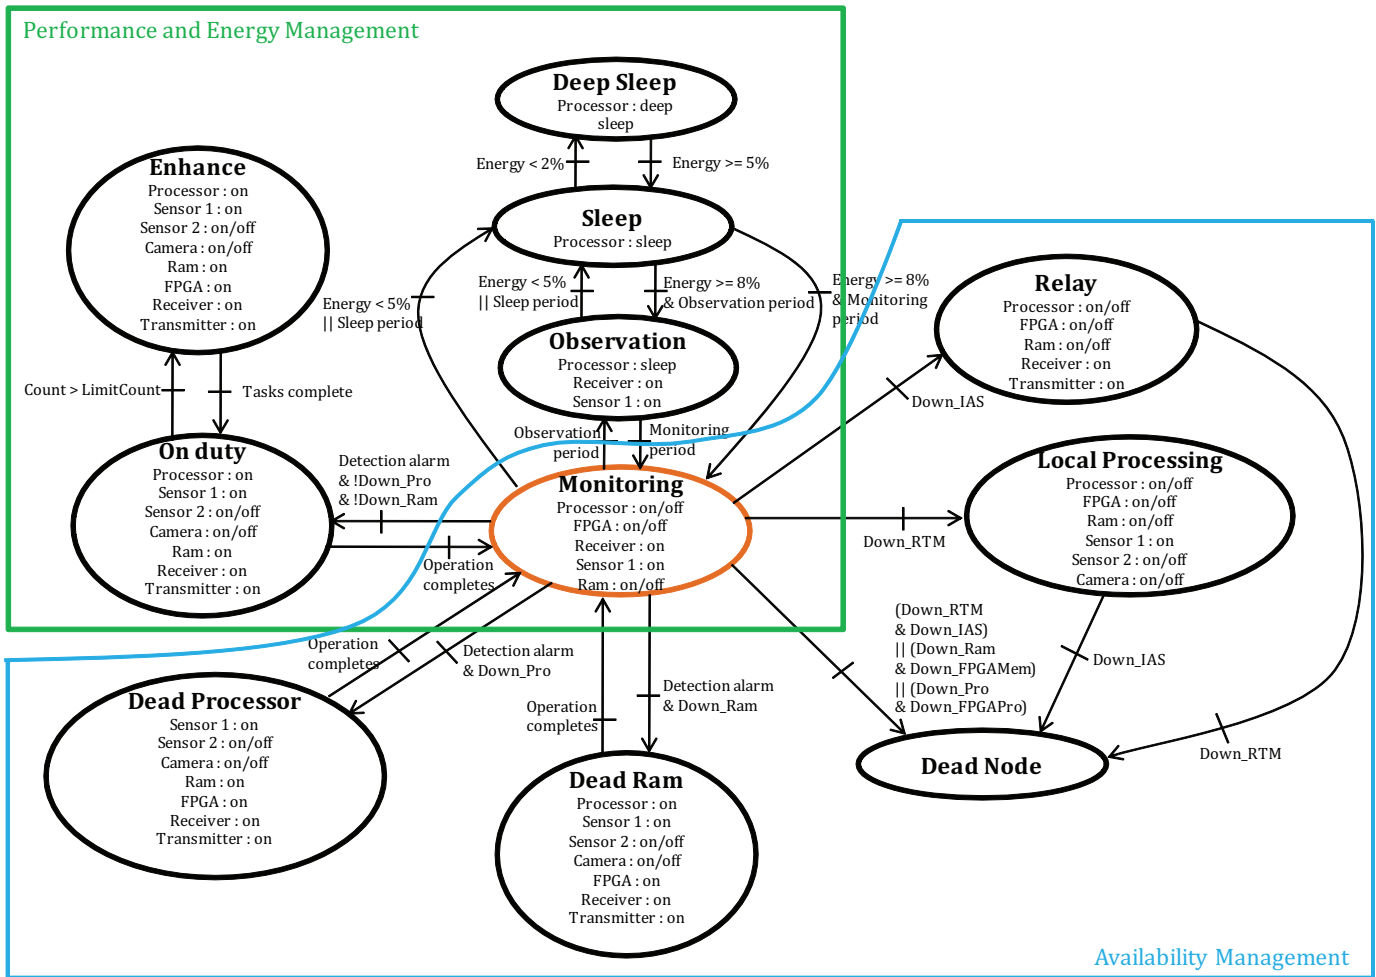 Performance and Energy Management
Deep Sleep
Processor : deep
sleep
Energy < 2%
Energy >= 5%
Enhance
Processor : on
Sensor 1 : on
Sensor 2 : on/off
Camera : on/off
Ram : on
FPGA : on
Receiver : on
Transmitter : on
Sleep
Processor : sleep
Energy < 5%
|| Sleep period
Energy < 5%
|| Sleep period
Energy >= 8%
& Observation period
Energy >= 8%
& Monitoring
period
Relay
Processor : on/off
FPGA : on/off
Ram : on/off
Receiver : on
Transmitter : on
Observation
Processor : sleep
Receiver : on
Sensor 1 : on
Count > LimitCount
Tasks complete
Down_IAS
Observation
period
Monitoring
period
On duty
Processor : on
Sensor 1 : on
Sensor 2 : on/off
Camera : on/off
Ram : on
Receiver : on
Transmitter : on
Detection alarm
& !Down_Pro
& !Down_Ram
Operation
completes
Monitoring
Processor : on/off
FPGA : on/off
Receiver : on
Sensor 1 : on
Ram : on/off
Down_RTM
Local Processing
Processor : on/off
FPGA : on/off
Ram : on/off
Sensor 1 : on
Sensor 2 : on/off
Camera : on/off
Operation
completes
Detection alarm
& Down_Pro
(Down_RTM
& Down_IAS)
|| (Down_Ram
& Down_FPGAMem)
|| (Down_Pro
& Down_FPGAPro)
Down_IAS
Dead Processor
Sensor 1 : on
Sensor 2 : on/off
Camera : on/off
Ram : on
FPGA : on
Receiver : on
Transmitter : on
Operation
completes
Detection alarm
& Down_Ram
Down_RTM
Dead Node
Dead Ram
Processor : on
Sensor 1 : on
Sensor 2 : on/off
Camera : on/off
FPGA : on
Receiver : on
Transmitter : on
Availability Management